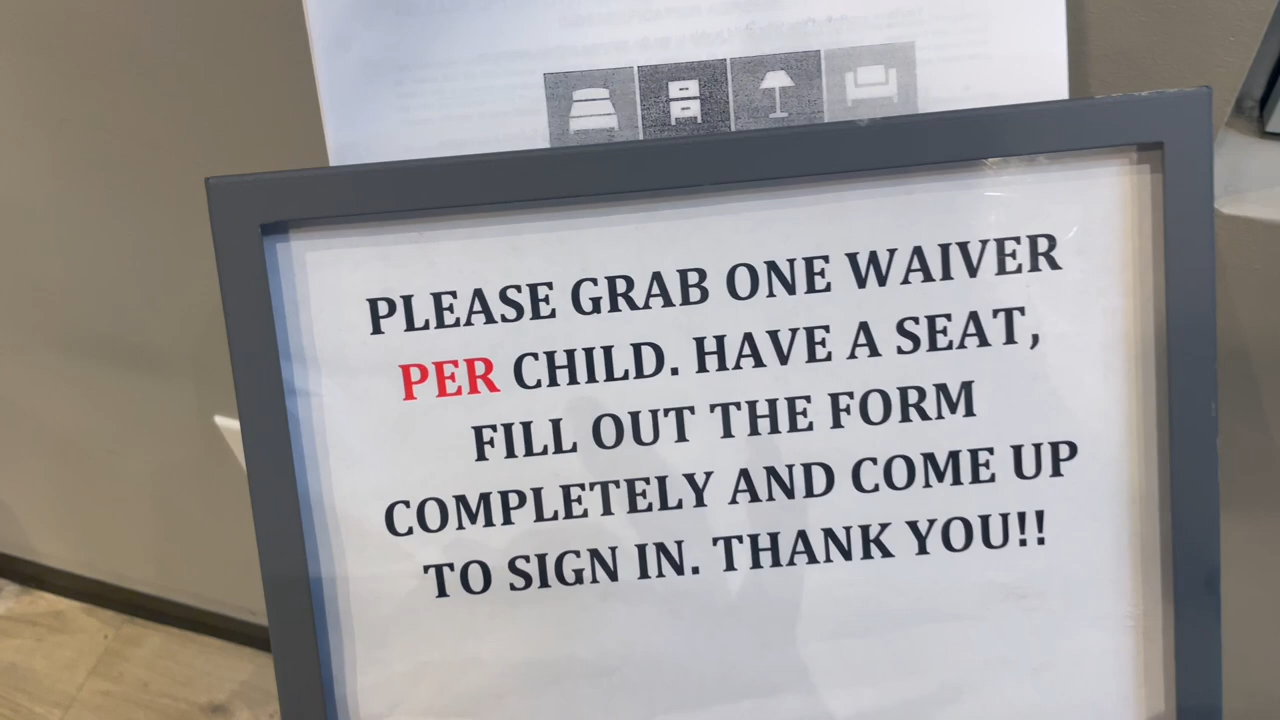 PLEASE GRAB ONE WAIVER
PER CHILD. HAVE A SEAT,
FILL OUT THE FORM
COMPLETELY AND COME UP
TO SIGN IN. THANK YOU!!